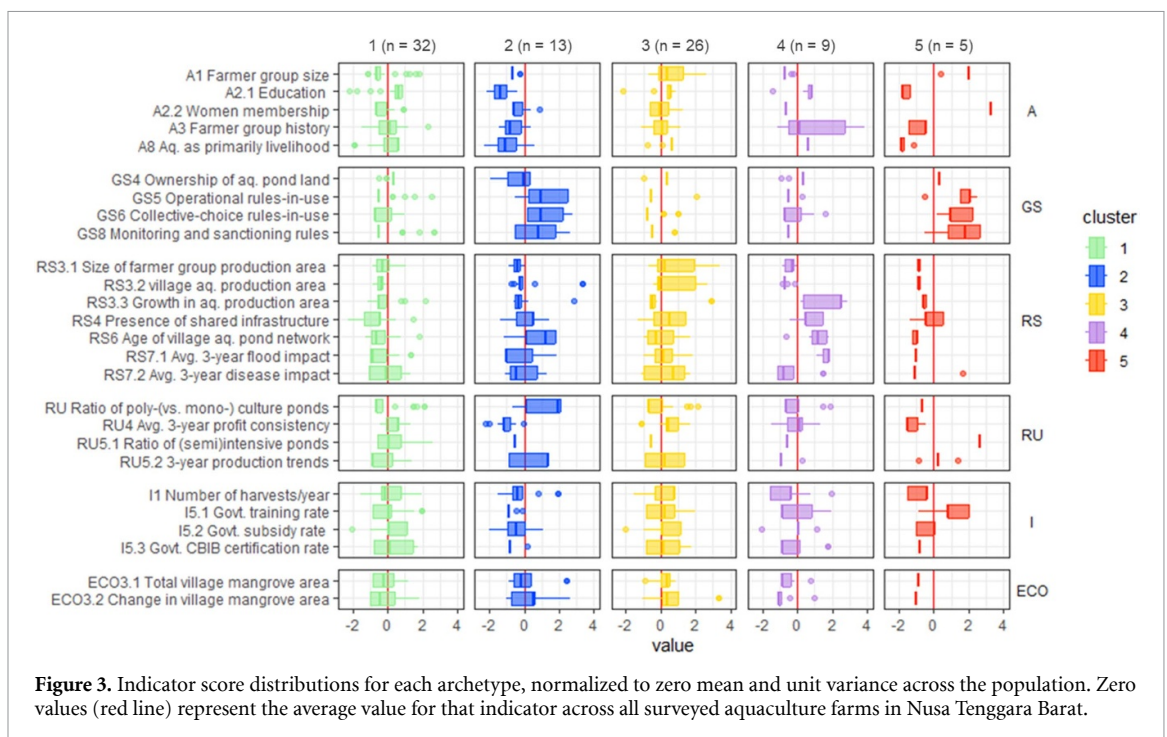 1 (n = 32) 2 (n = 13) 3 (n = 26) 4 (n = 9) 5 (n = 5)
A1 Farmer group size
A2.1 Education
A2.2 Women membership
A3 Farmer group history
A8 Aq. as primarily livelihood
A
GS4 Ownership of aq. pond land
GS5 Operational rules-in-use
GS6 Collective-choice rules-in-use
GS8 Monitoring and sanctioning rules
GS
RS3.1 Size of farmer group production area
RS3.2 village aq. production area
RS3.3 Growth in aq. production area
RS4 Presence of shared infrastructure
RS6 Age of village aq. pond network
RS7.1 Avg. 3-year flood impact
RS7.2 Avg. 3-year disease impact
RS
RU Ratio of poly-(vs. mono-) culture ponds
RU4 Avg. 3-year profit consistency
RU5.1 Ratio of (semi)intensive ponds
RU5.2 3-year production trends
RU
I1 Number of harvests/year
I5.1 Govt. training rate
I5.2 Govt. subsidy rate
I5.3 Govt. CBIB certification rate
I
ECO3.1 Total village mangrove area
ECO3.2 Change in village mangrove area
ECO
-2 0 2 4 -2 0 2 4 -2 0 2 4 -2 0 2 4 -2 0 2 4
value
cluster
1
2
3
4
5
Figure 3. Indicator score distributions for each archetype, normalized to zero mean and unit variance across the population. Zero
values (red line) represent the average value for that indicator across all surveyed aquaculture farms in Nusa Tenggara Barat.